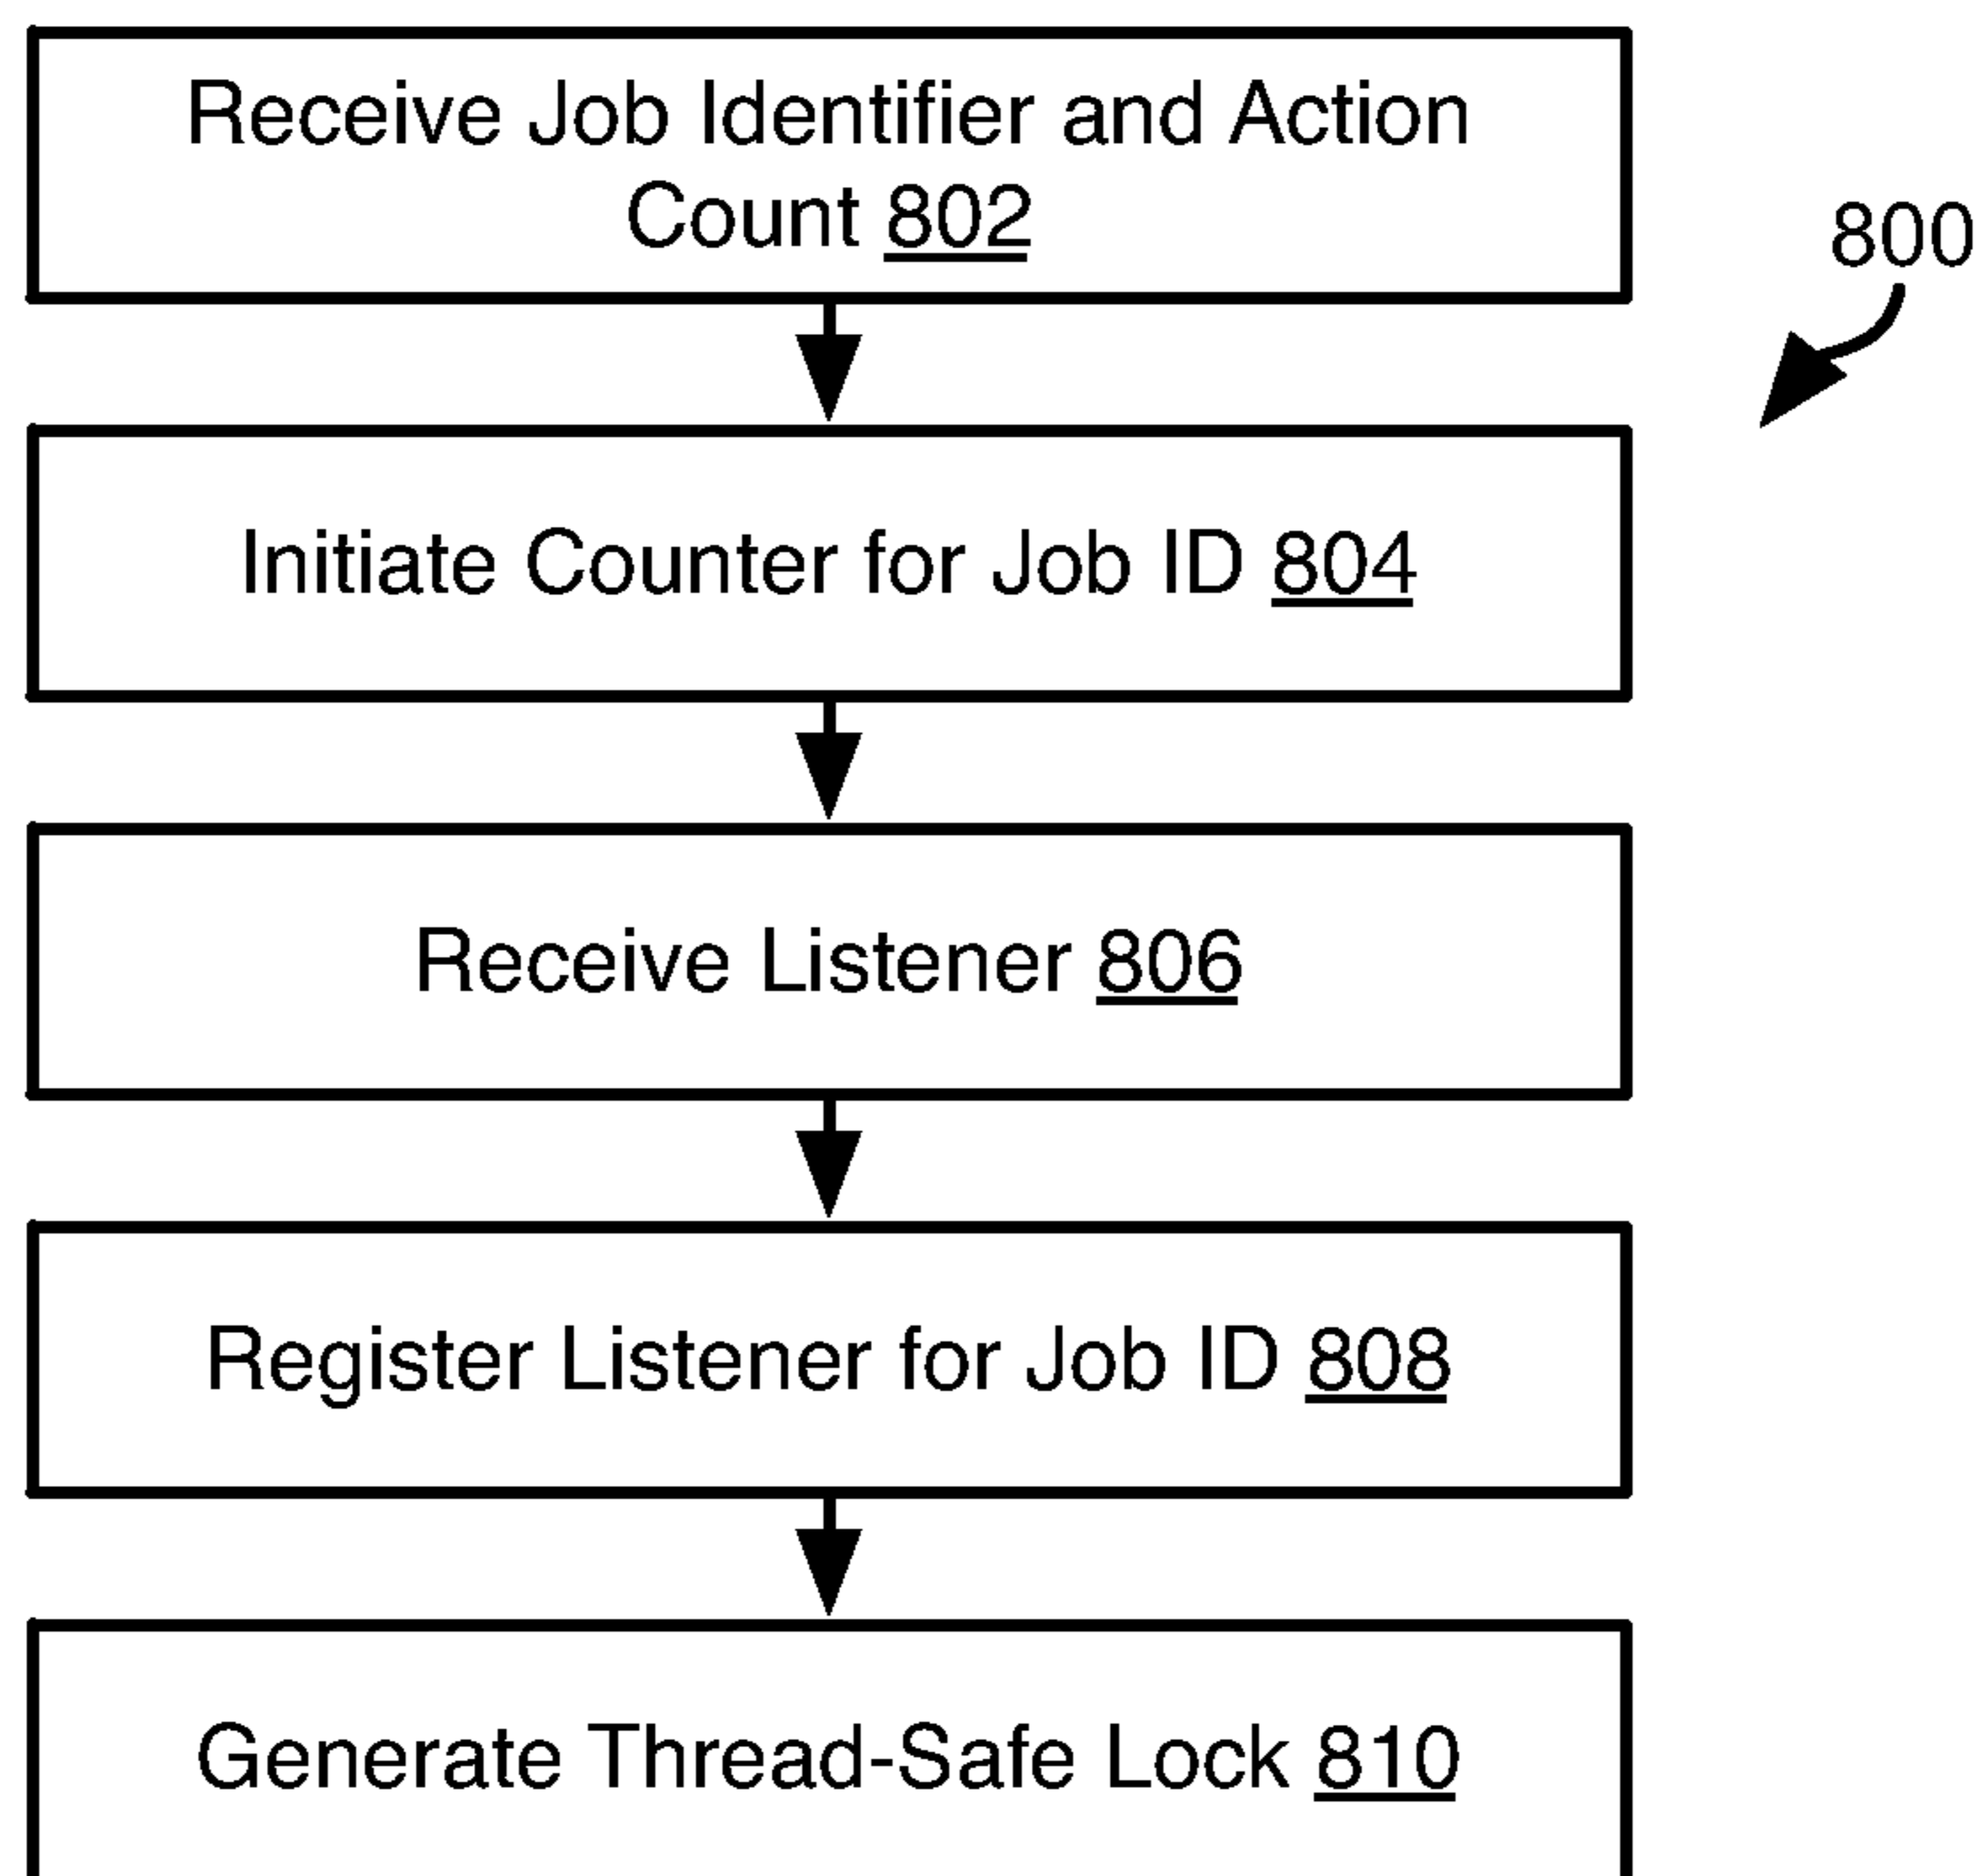 Receive Job Identifier and Action
Count 802
800
Initiate Counter for Job ID 804
Receive Listener 806
Register Listener for Job ID 808
Generate Thread-Safe Lock 810